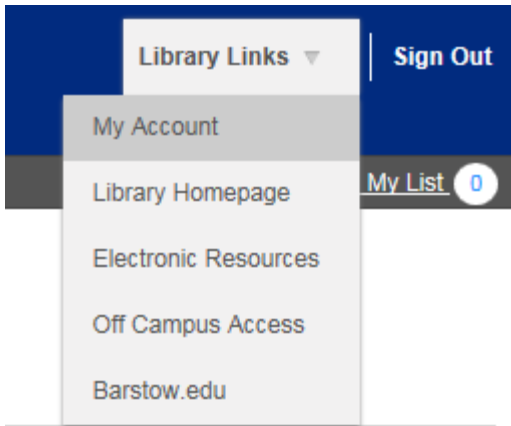 Library Links Sign Out
My Account
My List 0
Library Homepage
Electronic Resources
Off Campus Access
Barstow.edu